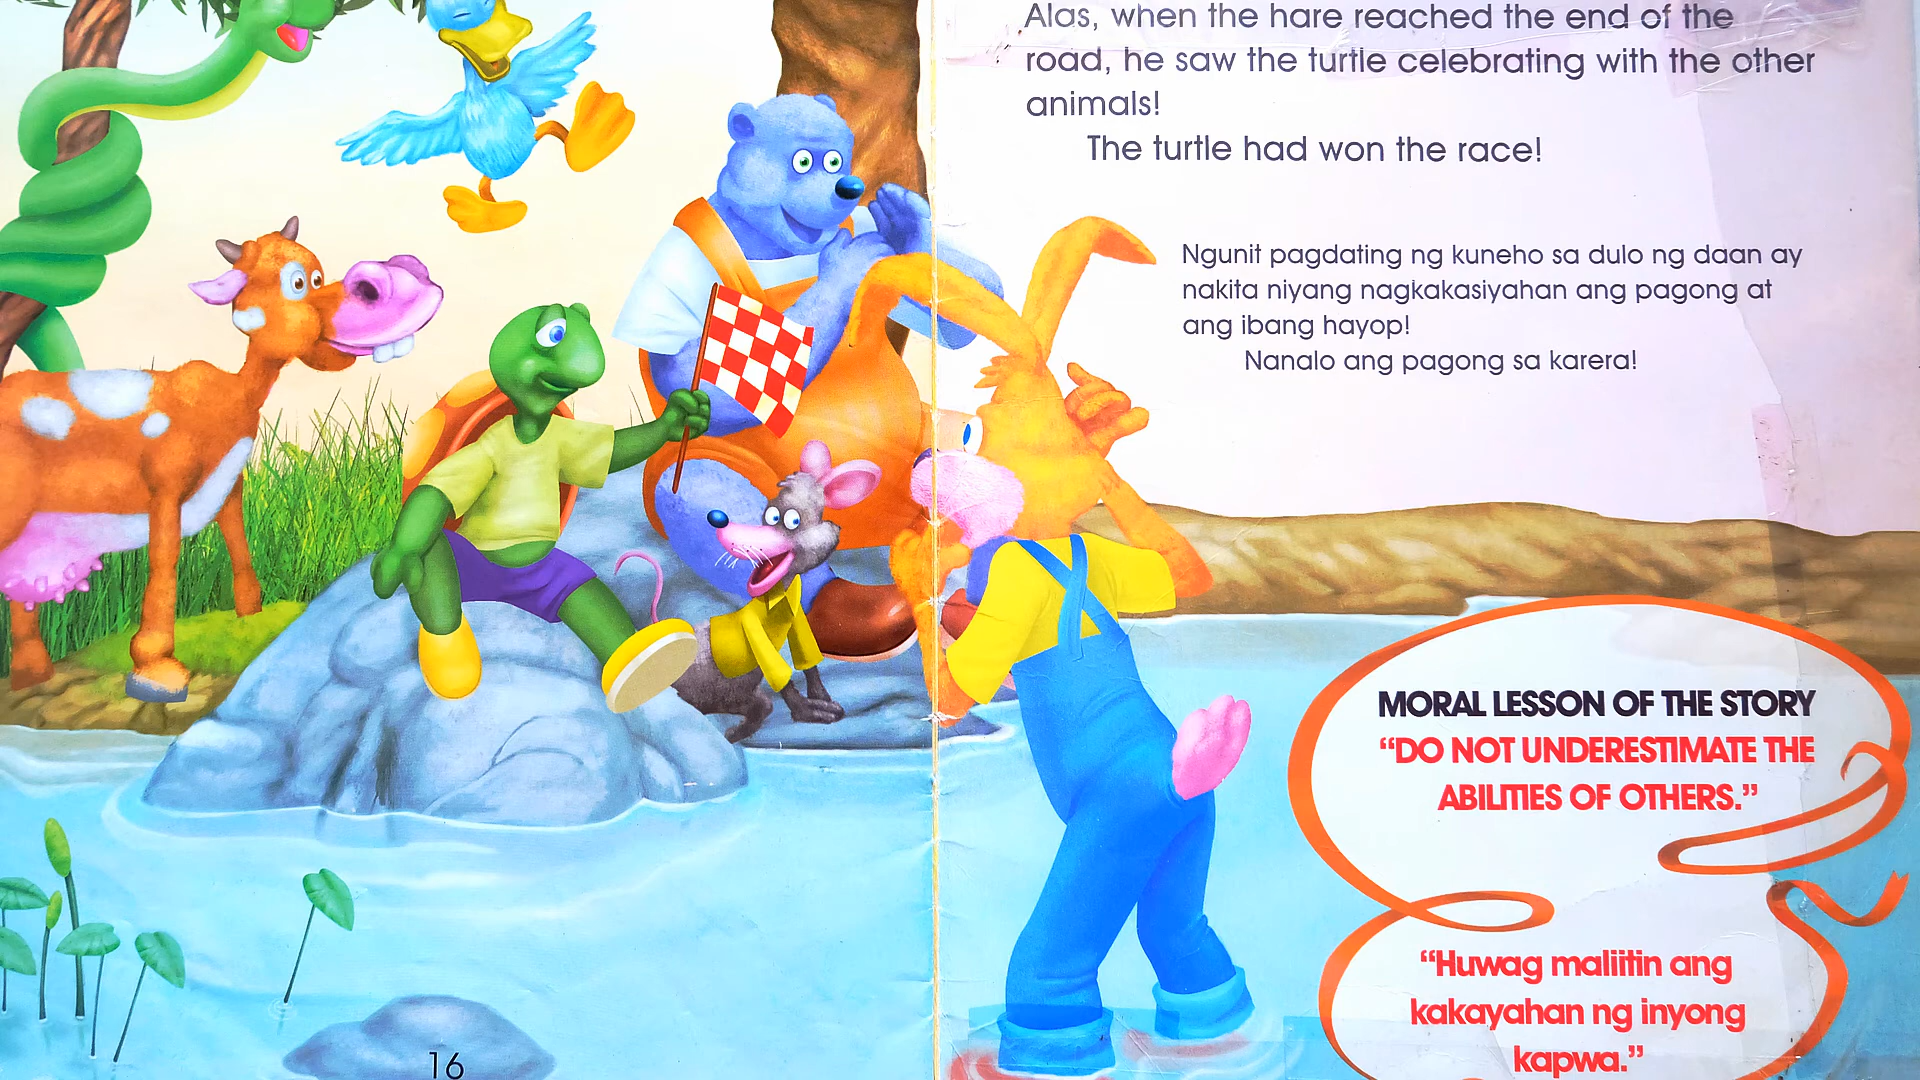 Alas, when the hare reached the end of the
road, he saw the turtle celebrating with the other
animals!
The turtle had won the race!
Ngunit pagdating ng kuneho sa dulo ng daan ay
nakita niyang nagkakasiyahan ang pagong at
ang ibang hayop!
Nanalo ang pagong sa karera!
MORAL LESSON OF THE STORY
“DO NOT UNDERESTIMATE THE
ABILITIES OF OTHERS.”
“Huwag maliitin ang
kakayahan ng inyong
kapwa.”
16